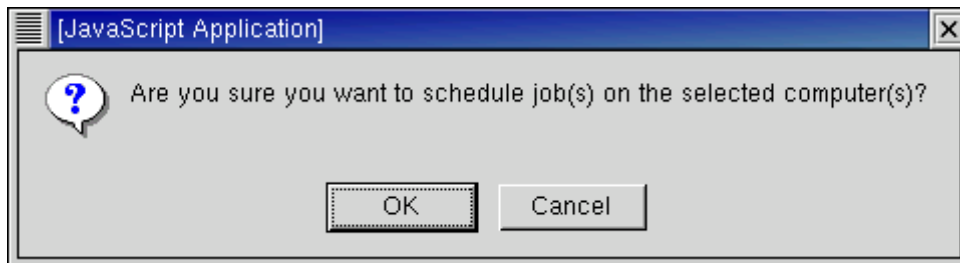 [JavaScript Application]
Are you sure you want to schedule job(s) on the selected computer(s)?
OK
Cancel